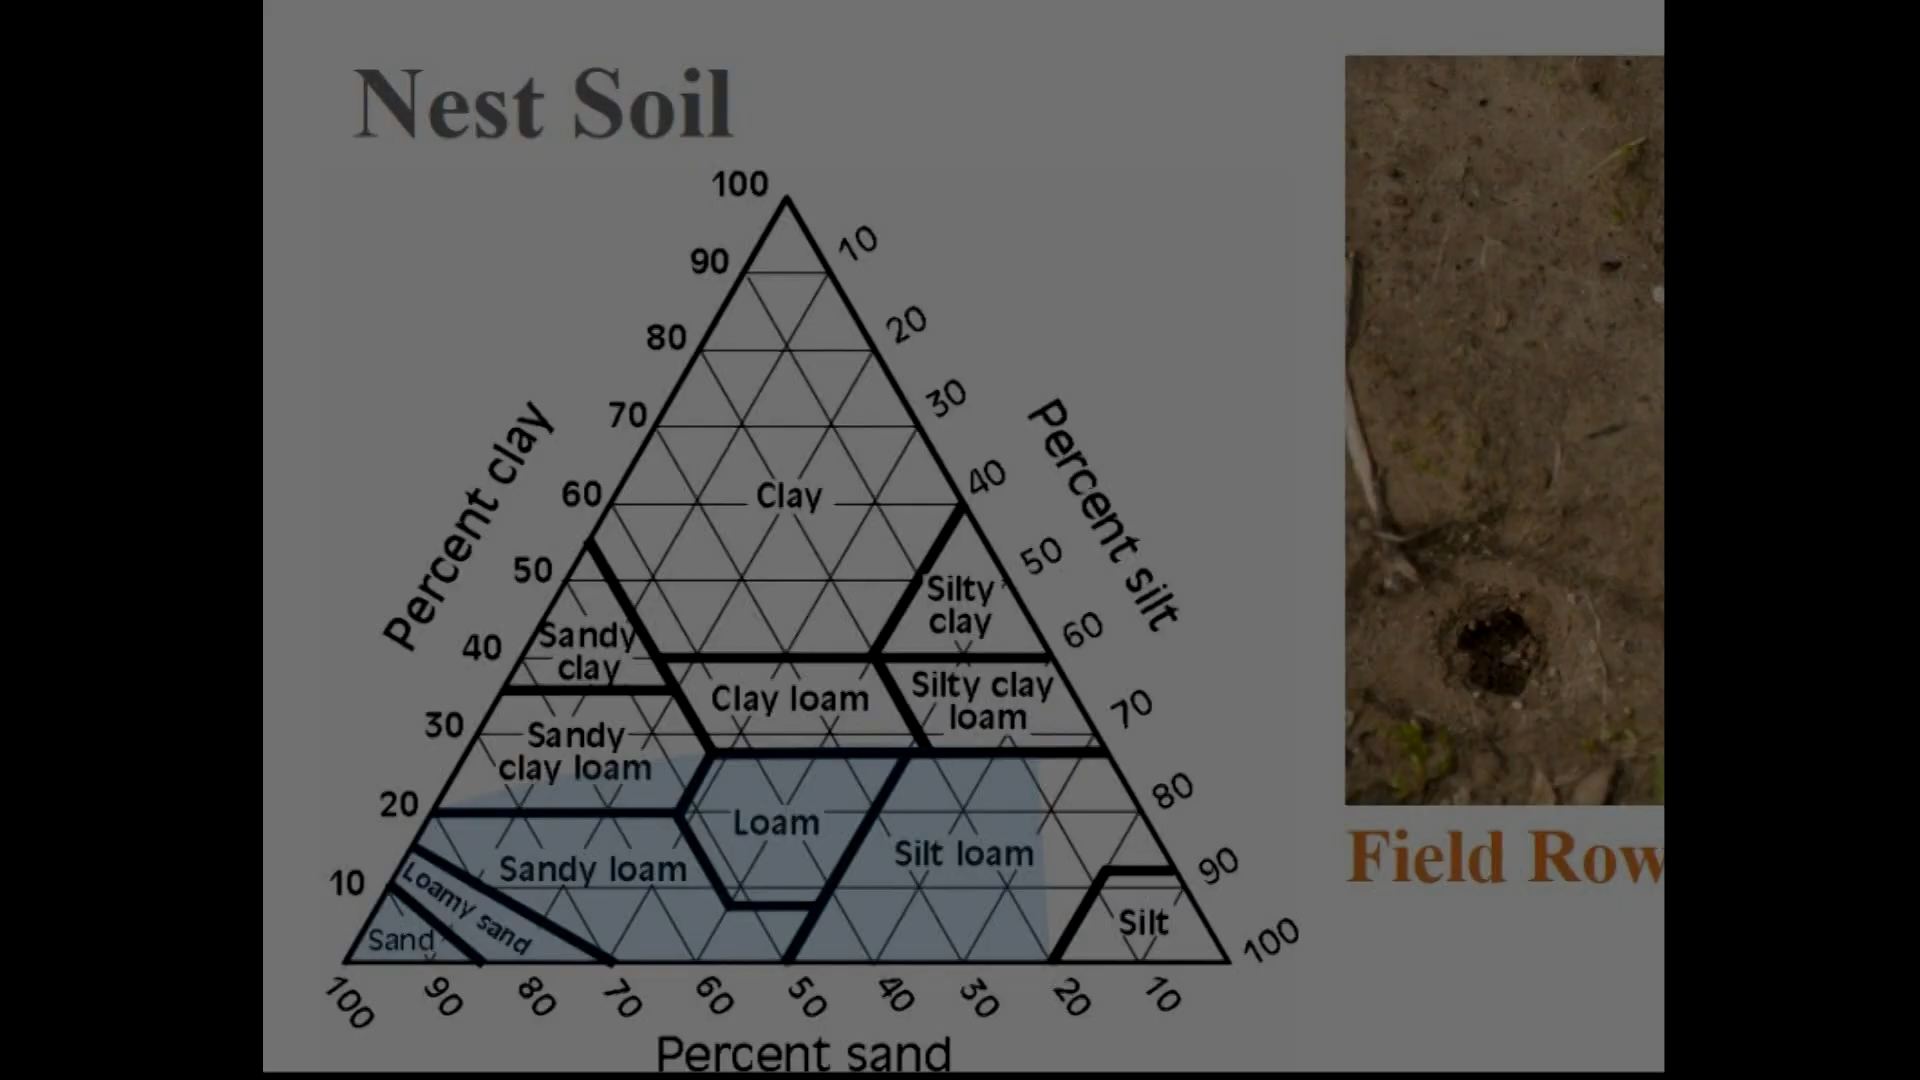 Nest Soil
100
90
80
70
60
50
40
30
20
10
Percent clay
10
20
30
40
50
60
70
80
90
100
Percent silt
Clay
Silty
clay
Sandy
clay
Clay loam
Silty clay
loam
Sandy
clay loam
Loam
Silt loam
Sandy loam
Loamy sand
Sand
Silt
100
90
80
70
60
50
40
30
20
10
Percent sand
Field Row